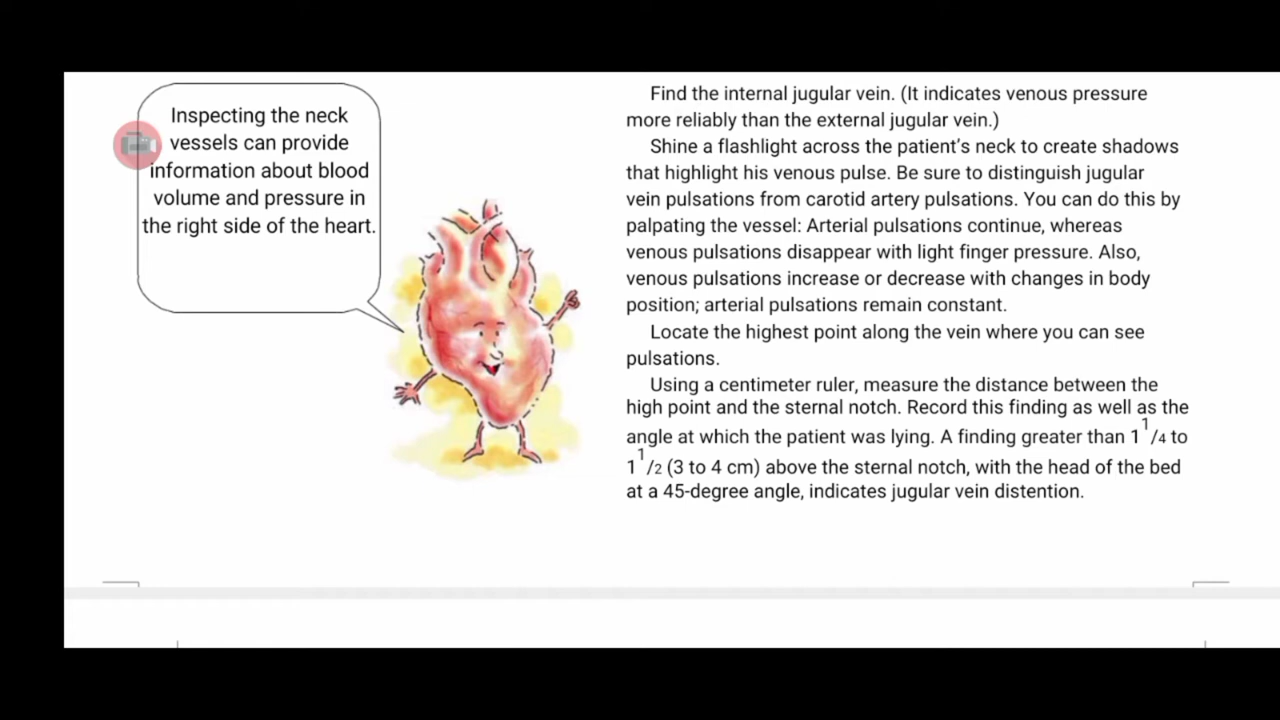 Inspecting the neck
vessels can provide
information about blood
volume and pressure in
the right side of the heart.
Find the internal jugular vein. (It indicates venous pressure
more reliably than the external jugular vein.)
Shine a flashlight across the patient's neck to create shadows
that highlight his venous pulse. Be sure to distinguish jugular
vein pulsations from carotid artery pulsations. You can do this by
palpating the vessel: Arterial pulsations continue, whereas
venous pulsations disappear with light finger pressure. Also,
venous pulsations increase or decrease with changes in body
position; arterial pulsations remain constant.
Locate the highest point along the vein where you can see
pulsations.
Using a centimeter ruler, measure the distance between the
high point and the sternal notch. Record this finding as well as the
angle at which the patient was lying. A finding greater than 1 1/4 to
1 1/2 (3 to 4 cm) above the sternal notch, with the head of the bed
at a 45-degree angle, indicates jugular vein distention.